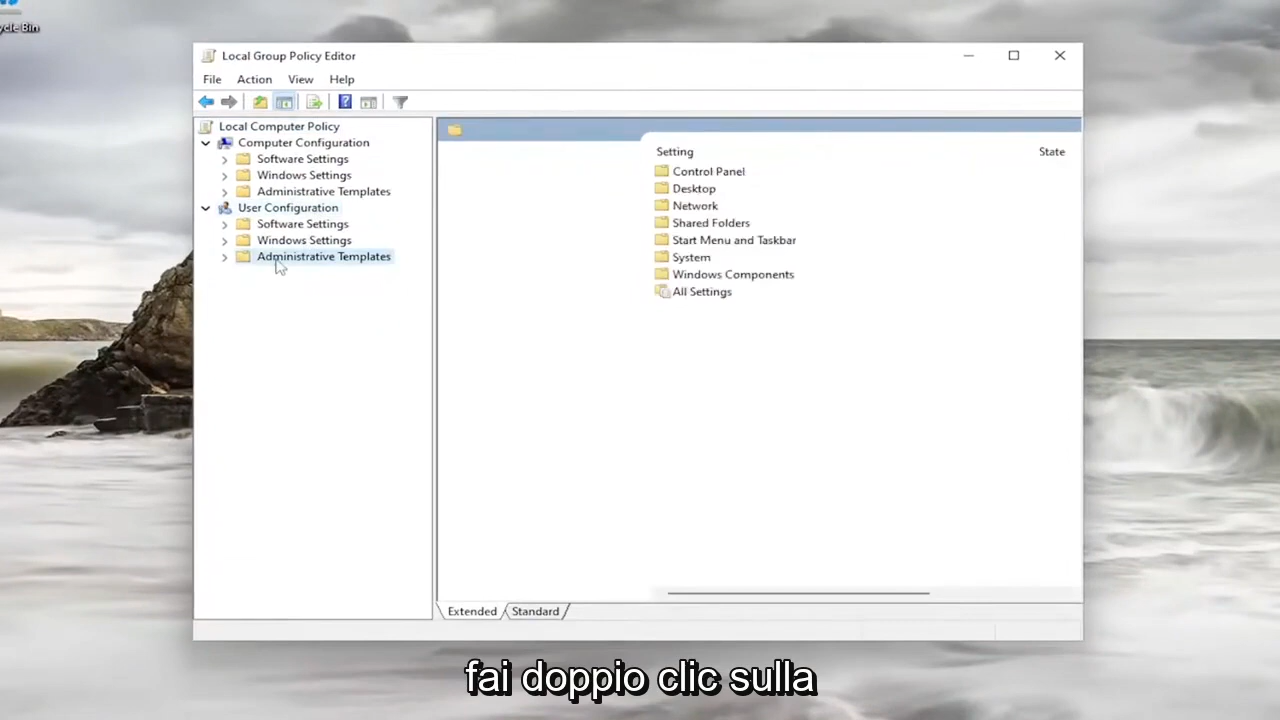 ycle Bin
Local Group Policy Editor
File Action View Help
Local Computer Policy
Computer Configuration
Software Settings
Windows Settings
Administrative Templates
User Configuration
Software Settings
Windows Settings
Administrative Templates
Setting State
Control Panel
Desktop
Network
Shared Folders
Start Menu and Taskbar
System
Windows Components
All Settings
Extended Standard
fai doppio clic sulla